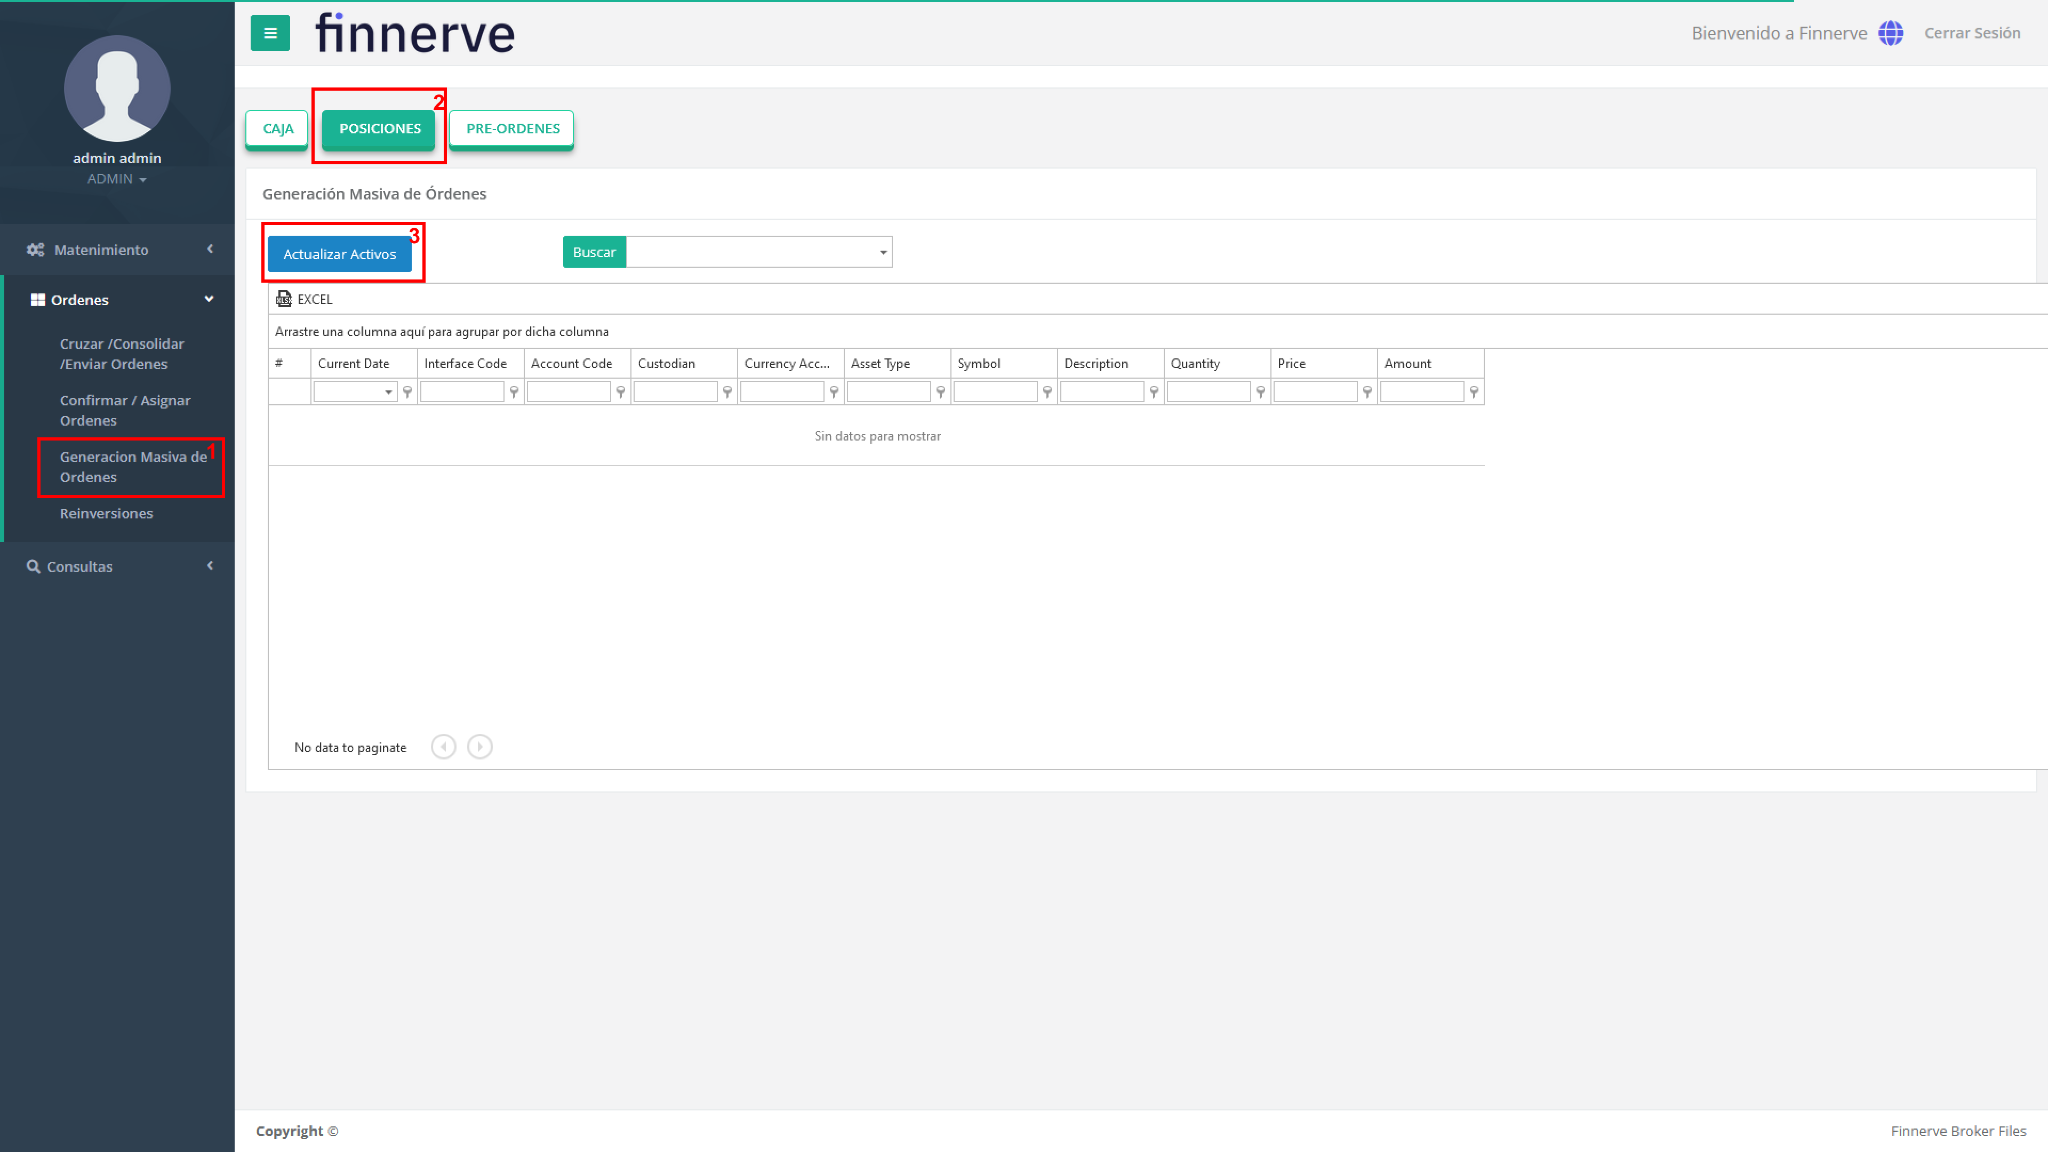 finnerve
Bienvenido a Finnerve
Cerrar Sesión
admin admin
ADMIN
Matenimiento
Ordenes
Cruzar /Consolidar
/Enviar Ordenes
Confirmar / Asignar
Ordenes
Generacion Masiva de
Ordenes
1
Reinversiones
Consultas
CAJA
POSICIONES
2
PRE-ORDENES
Generación Masiva de Órdenes
Actualizar Activos
3
Buscar
XLSX EXCEL
Arrastre una columna aquí para agrupar por dicha columna
# Current Date Interface Code Account Code Custodian Currency Acc... Asset Type Symbol Description Quantity Price Amount
Sin datos para mostrar
No data to paginate
Copyright ©
Finnerve Broker Files